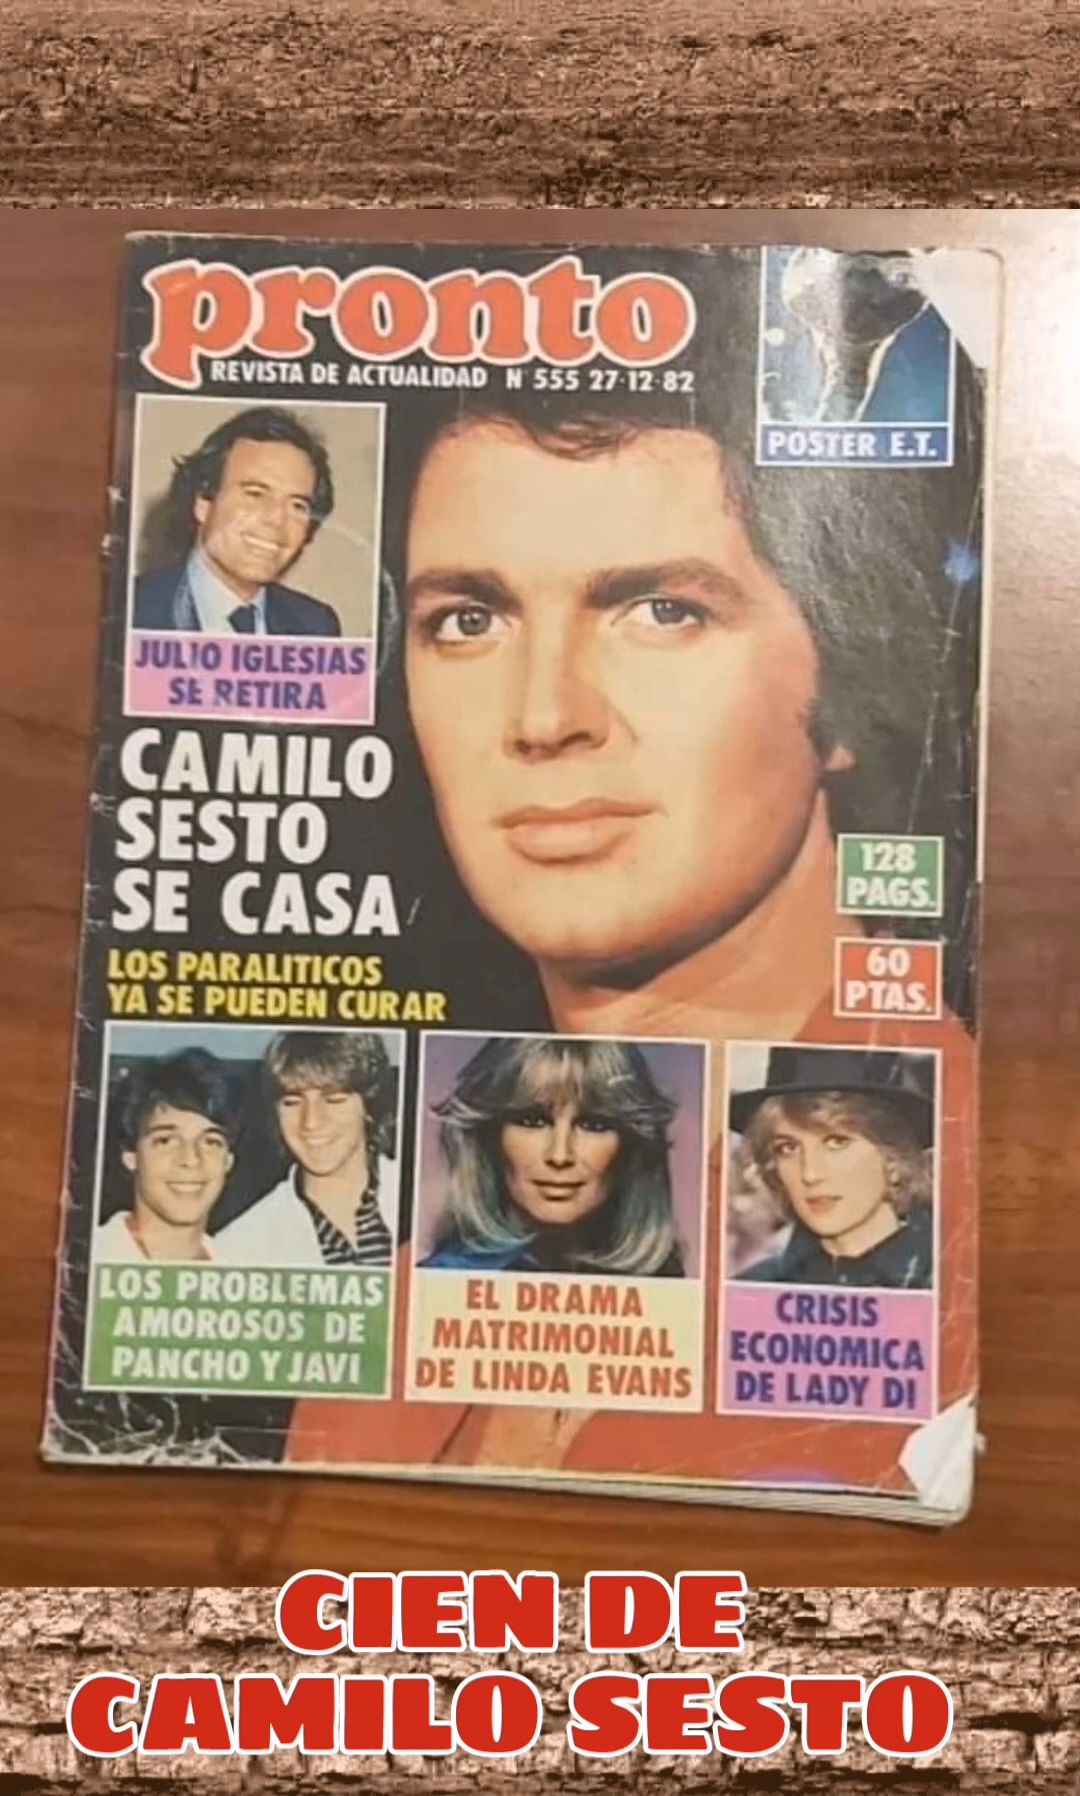 pronto
REVISTA DE ACTUALIDAD N 555 27-12-82
POSTER E.T.
JULIO IGLESIAS
SE RETIRA
CAMILO
SESTO
SE CASA
LOS PARALITICOS
YA SE PUEDEN CURAR
128
PAGS.
60
PTAS.
LOS PROBLEMAS
AMOROSOS DE
PANCHO Y JAVI
EL DRAMA
MATRIMONIAL
DE LINDA EVANS
CRISIS
ECONOMICA
DE LADY DI
CIEN DE
CAMILO SESTO